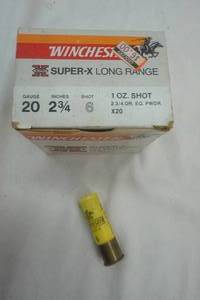 WINCHESTER
X SUPER-X LONG RANGE
GAUGE INCHES SHOT 1 OZ. SHOT
20 2¾ 6 2 3/4 DR. EQ. PWDR.
X20